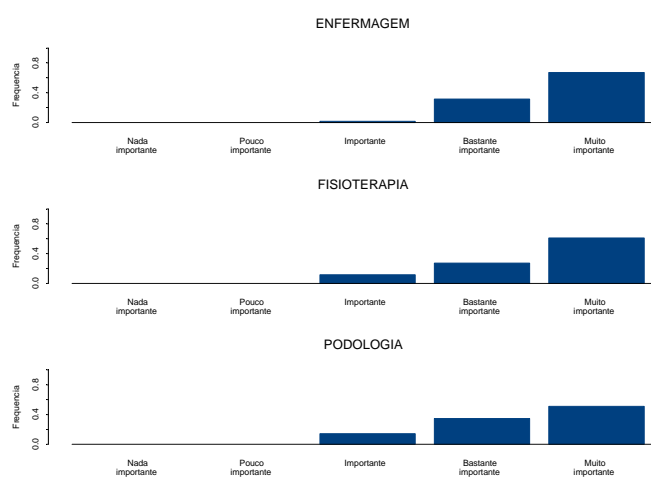 ENFERMAGEM
Frequencia
0.8
0.4
0.0
Nada importante
Pouco importante
Importante
Bastante importante
Muito importante
FISIOTERAPIA
Frequencia
0.8
0.4
0.0
Nada importante
Pouco importante
Importante
Bastante importante
Muito importante
PODOLOGIA
Frequencia
0.8
0.4
0.0
Nada importante
Pouco importante
Importante
Bastante importante
Muito importante